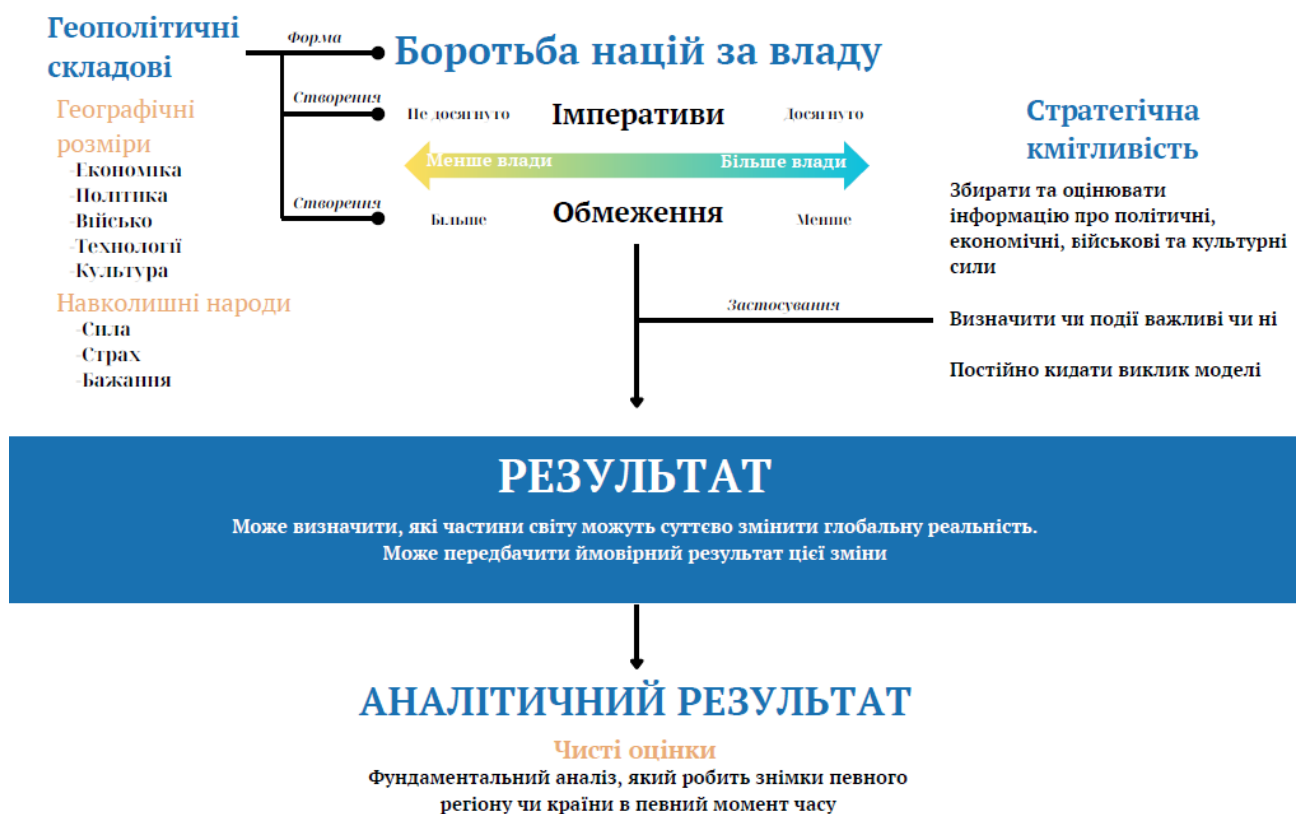 Геополітичні
складові
Географічні
розміри
-Економіка
-Політика
-Військо
-Технології
-Культура
Навколишні народи
-Сила
-Страх
-Бажання
Форма
Створення
Створення
Боротьба націй за владу
Не досягнуто
Імперативи
Досягнуто
Менше влади
Більше влади
Більше
Обмеження
Менше
Застосування
Стратегічна
кмітливість
Збирати та оцінювати
інформацію про політичні,
економічні, військові та культурні
сили
Визначити чи події важливі чи ні
Постійно кидати виклик моделі
РЕЗУЛЬТАТ
Може визначити, які частини світу можуть суттєво змінити глобальну реальність.
Може передбачити ймовірний результат цієї зміни
АНАЛІТИЧНИЙ РЕЗУЛЬТАТ
Чисті оцінки
Фундаментальний аналіз, який робить знімки певного
регіону чи країни в певний момент часу